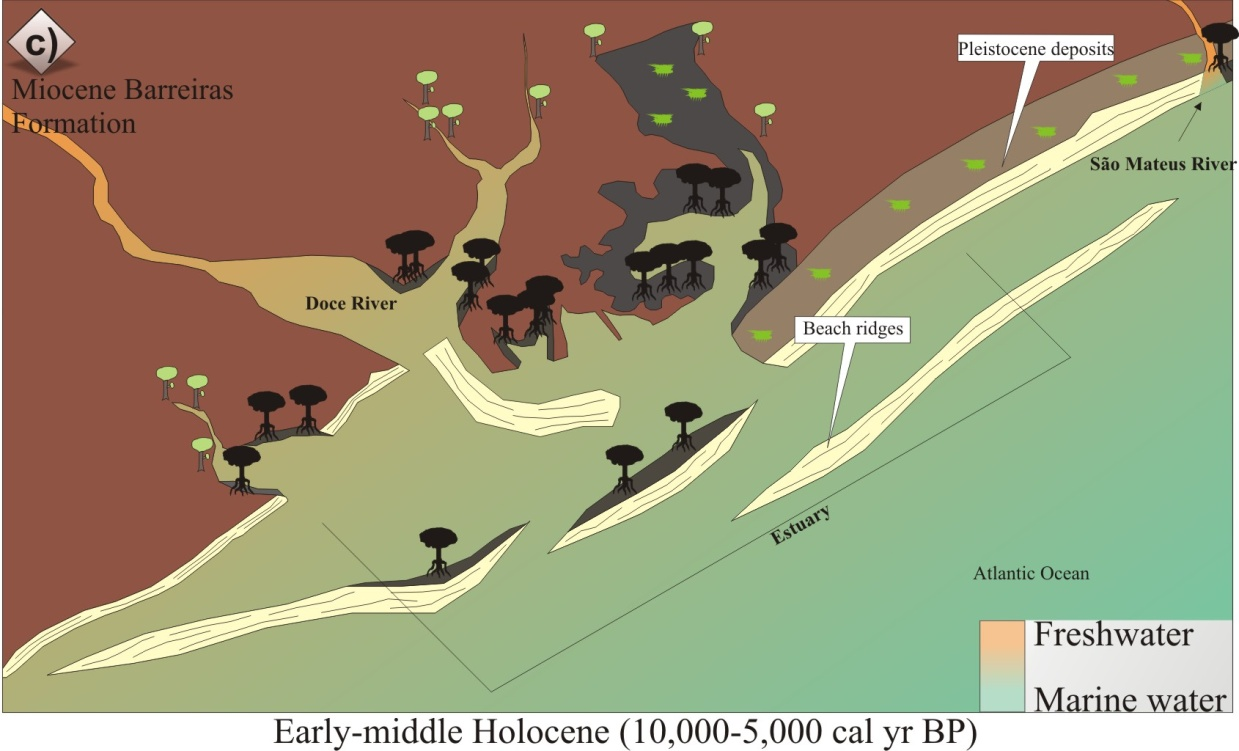 c)
Miocene Barreiras
Formation
Pleistocene deposits
São Mateus River
Doce River
Beach ridges
Estuary
Atlantic Ocean
Freshwater
Marine water
Early-middle Holocene (10,000-5,000 cal yr BP)